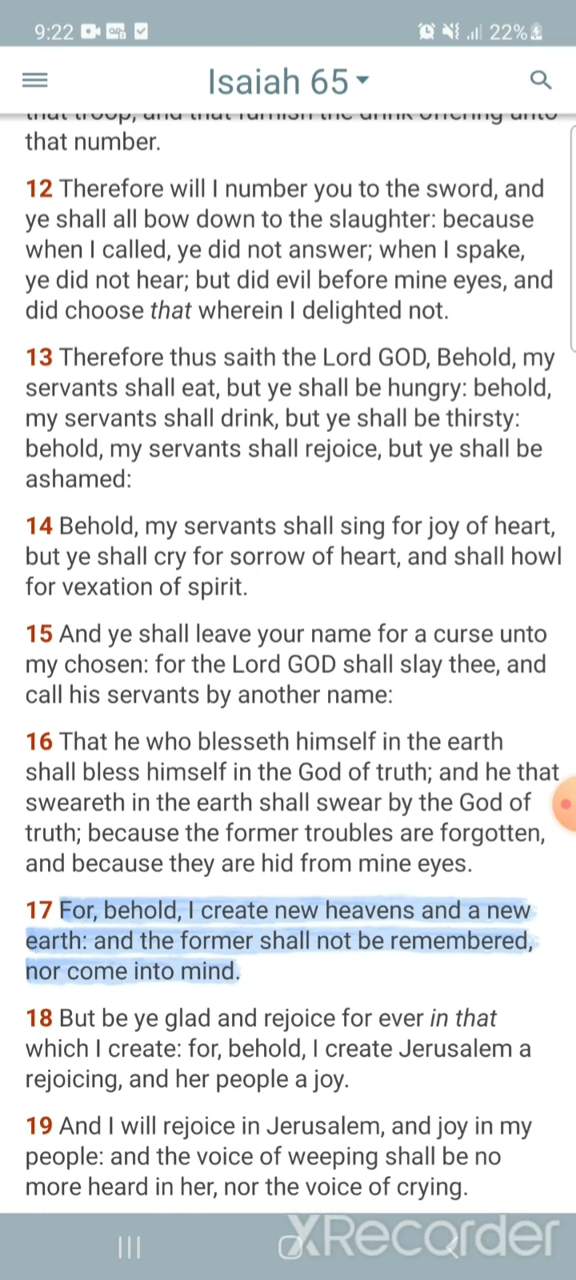 9:22
22%
Isaiah 65
that troop, and that furnish the drink offering unto
that number.
12 Therefore will I number you to the sword, and
ye shall all bow down to the slaughter: because
when I called, ye did not answer; when I spake,
ye did not hear; but did evil before mine eyes, and
did choose that wherein I delighted not.
13 Therefore thus saith the Lord GOD, Behold, my
servants shall eat, but ye shall be hungry: behold,
my servants shall drink, but ye shall be thirsty:
behold, my servants shall rejoice, but ye shall be
ashamed:
14 Behold, my servants shall sing for joy of heart,
but ye shall cry for sorrow of heart, and shall howl
for vexation of spirit.
15 And ye shall leave your name for a curse unto
my chosen: for the Lord GOD shall slay thee, and
call his servants by another name:
16 That he who blesseth himself in the earth
shall bless himself in the God of truth; and he that
sweareth in the earth shall swear by the God of
truth; because the former troubles are forgotten,
and because they are hid from mine eyes.
17 For, behold, I create new heavens and a new
earth: and the former shall not be remembered,
nor come into mind.
18 But be ye glad and rejoice for ever in that
which I create: for, behold, I create Jerusalem a
rejoicing, and her people a joy.
19 And I will rejoice in Jerusalem, and joy in my
people: and the voice of weeping shall be no
more heard in her, nor the voice of crying.
XRecorder